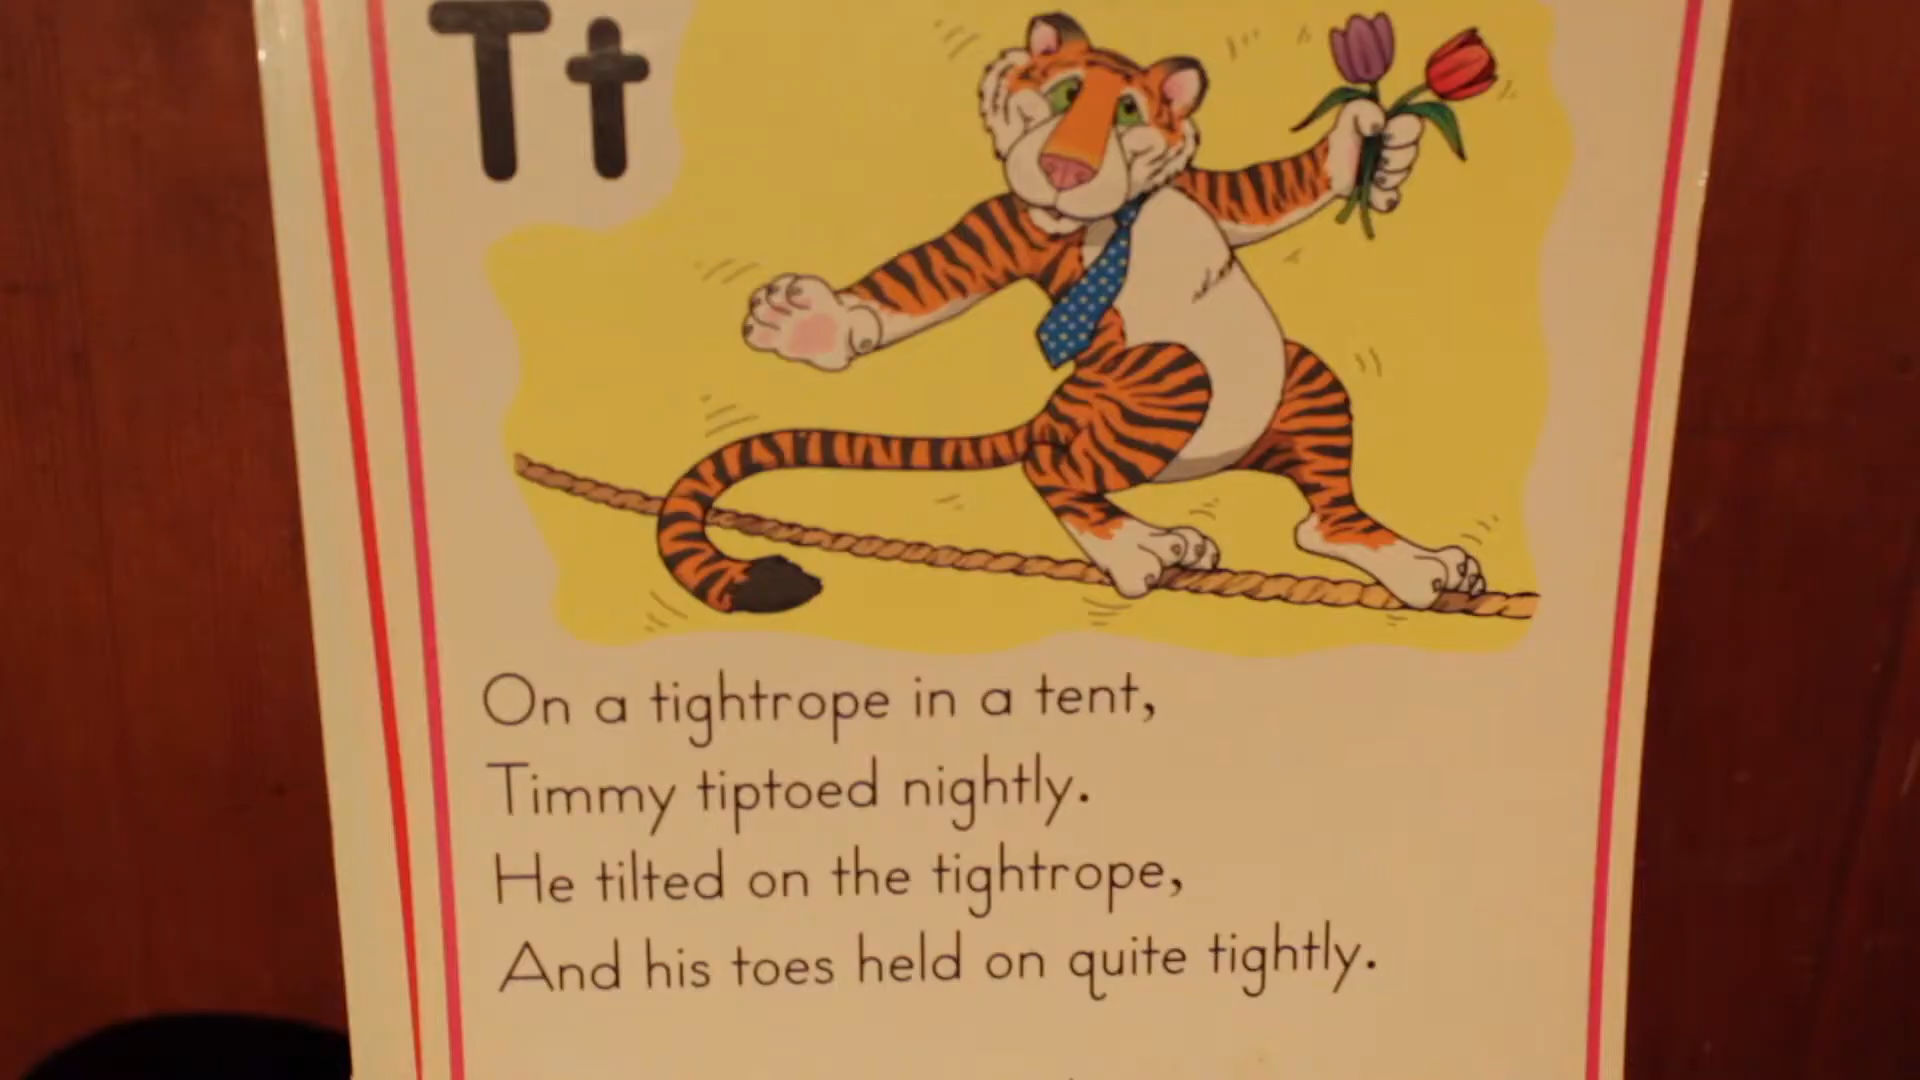 Tt
On a tightrope in a tent,
Timmy tiptoed nightly.
He tilted on the tightrope,
And his toes held on quite tightly.